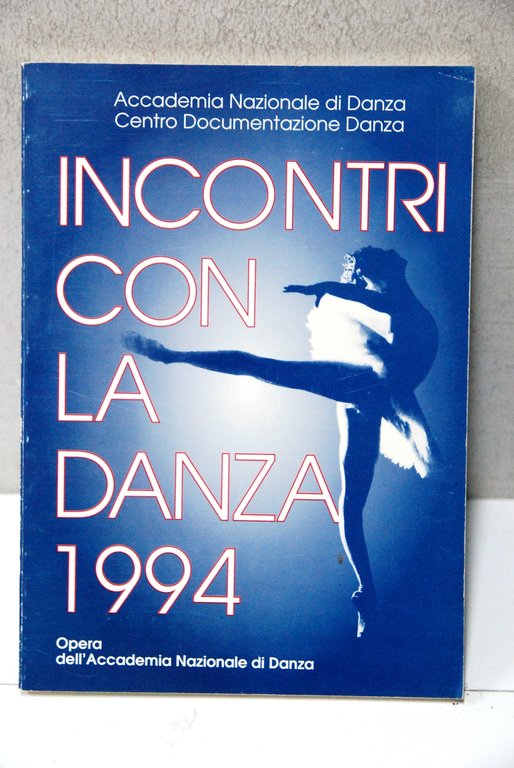 Accademia Nazionale di Danza
Centro Documentazione Danza
INCONTRI
CON
LA
DANZA
1994
Opera
dell'Accademia Nazionale di Danza